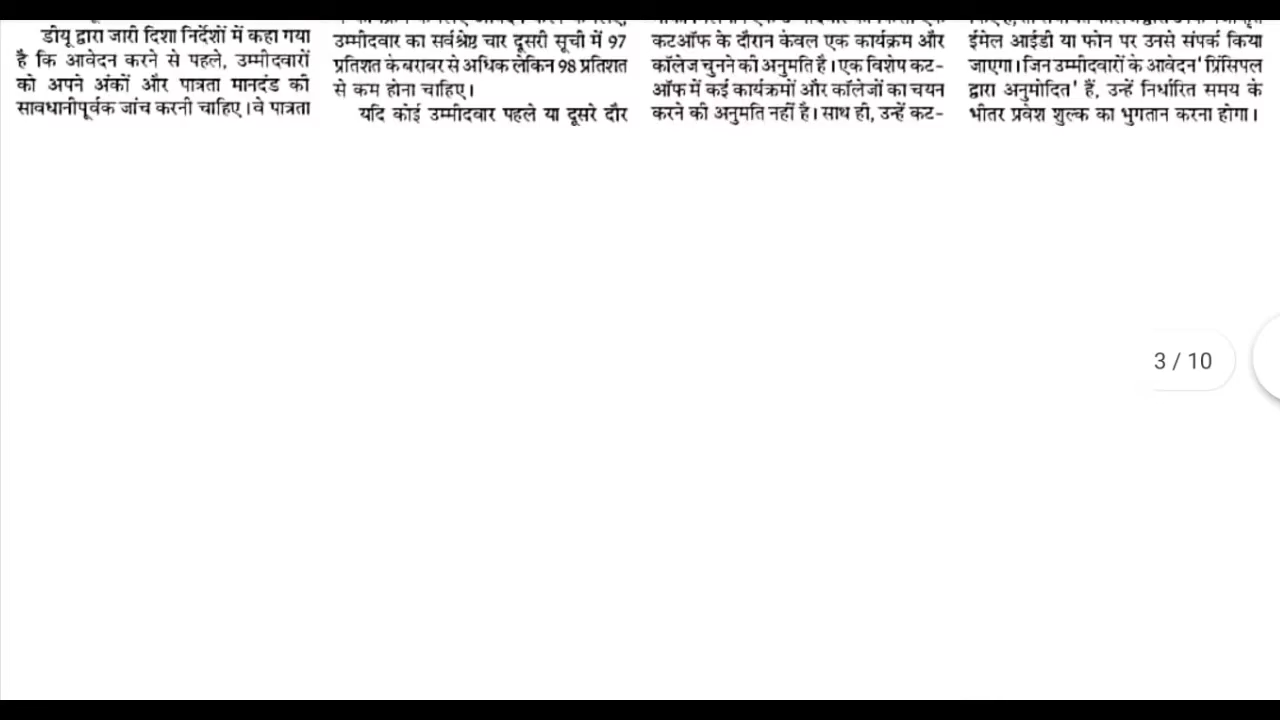 डीयू द्वारा जारी दिशा निर्देशों में कहा गया
है कि आवेदन करने से पहले, उम्मीदवारों
को अपने अंकों और पात्रता मानदंड की
सावधानीपूर्वक जांच करनी चाहिए। वे पात्रता
उम्मीदवार का सर्वश्रेष्ठ चार दूसरी सूची में 97
प्रतिशत के बराबर से अधिक लेकिन 98 प्रतिशत
से कम होना चाहिए।
यदि कोई उम्मीदवार पहले या दूसरे दौर
कटऑफ के दौरान केवल एक कार्यक्रम और
कॉलेज चुनने की अनुमति है। एक विशेष कट-
ऑफ में कई कार्यक्रमों और कॉलेजों का चयन
करने की अनुमति नहीं है। साथ ही, उन्हें कट-
ईमेल आईडी या फोन पर उनसे संपर्क किया
जाएगा। जिन उम्मीदवारों के आवेदन 'प्रिंसिपल
द्वारा अनुमोदित' हैं, उन्हें निर्धारित समय के
भीतर प्रवेश शुल्क का भुगतान करना होगा।
3 / 10